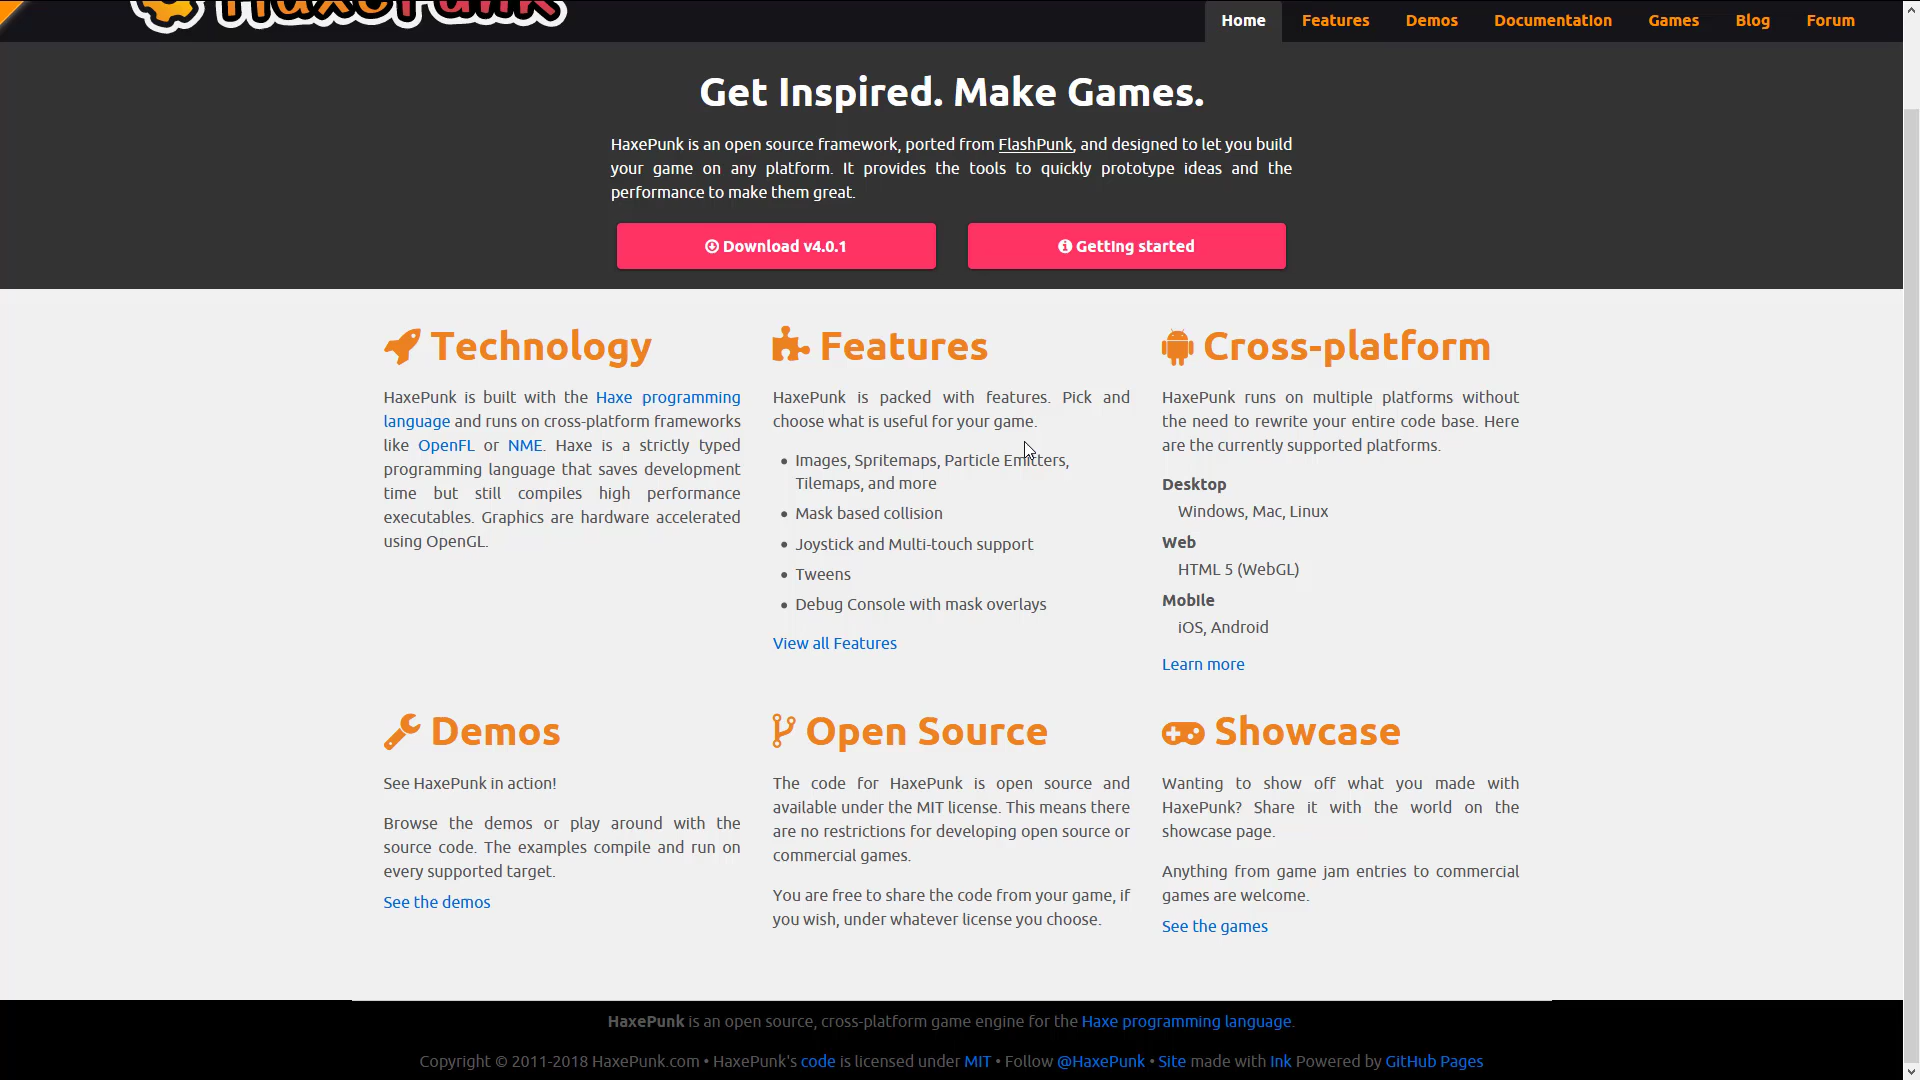 HaxePunk
Home Features Demos Documentation Games Blog Forum
Get Inspired. Make Games.
HaxePunk is an open source framework, ported from FlashPunk, and designed to let you build
your game on any platform. It provides the tools to quickly prototype ideas and the
performance to make them great.
Download v4.0.1
Getting started
Technology
HaxePunk is built with the Haxe programming
language and runs on cross-platform frameworks
like OpenFL or NME. Haxe is a strictly typed
programming language that saves development
time but still compiles high performance
executables. Graphics are hardware accelerated
using OpenGL.
Features
HaxePunk is packed with features. Pick and
choose what is useful for your game.
• Images, Spritemaps, Particle Emitters,
Tilemaps, and more
• Mask based collision
• Joystick and Multi-touch support
• Tweens
• Debug Console with mask overlays
View all Features
Cross-platform
HaxePunk runs on multiple platforms without
the need to rewrite your entire code base. Here
are the currently supported platforms.
Desktop
Windows, Mac, Linux
Web
HTML 5 (WebGL)
Mobile
iOS, Android
Learn more
Demos
See HaxePunk in action!
Browse the demos or play around with the
source code. The examples compile and run on
every supported target.
See the demos
Open Source
The code for HaxePunk is open source and
available under the MIT license. This means there
are no restrictions for developing open source or
commercial games.
You are free to share the code from your game, if
you wish, under whatever license you choose.
Showcase
Wanting to show off what you made with
HaxePunk? Share it with the world on the
showcase page.
Anything from game jam entries to commercial
games are welcome.
See the games
HaxePunk is an open source, cross-platform game engine for the Haxe programming language.
Copyright © 2011-2018 HaxePunk.com • HaxePunk's code is licensed under MIT • Follow @HaxePunk • Site made with Ink Powered by GitHub Pages